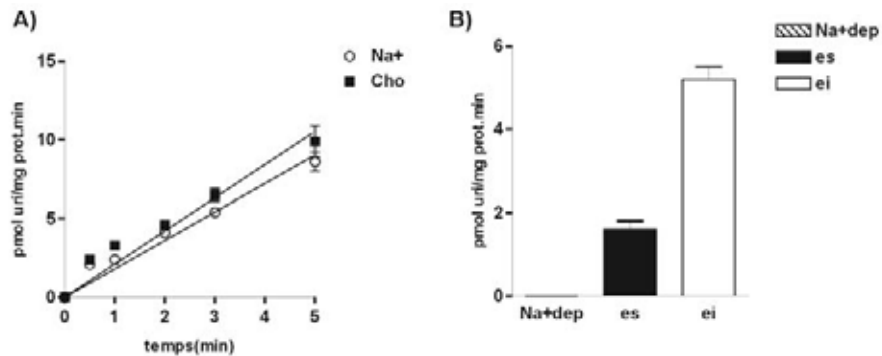 A)
Na+
Cho
pmol uri/mg prot.min
15
10
5
0
0 1 2 3 4 5
temps(min)
B)
Na+dep
es
ei
pmol uri/mg prot.min
6
4
2
0
Na+dep es ei